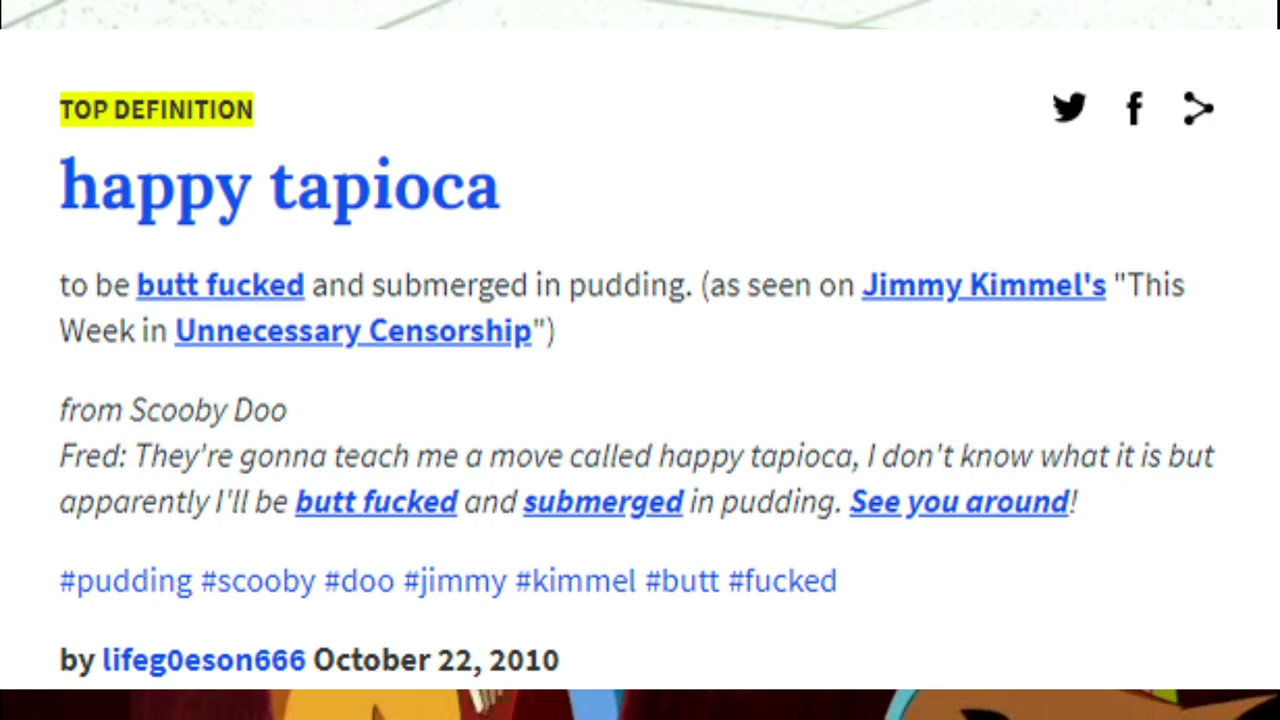 TOP DEFINITION
happy tapioca
to be butt fucked and submerged in pudding. (as seen on Jimmy Kimmel's "This
Week in Unnecessary Censorship")
from Scooby Doo
Fred: They're gonna teach me a move called happy tapioca, I don't know what it is but
apparently I'll be butt fucked and submerged in pudding. See you around!
#pudding #scooby #doo #jimmy #kimmel #butt #fucked
by lifeg0eson666 October 22, 2010